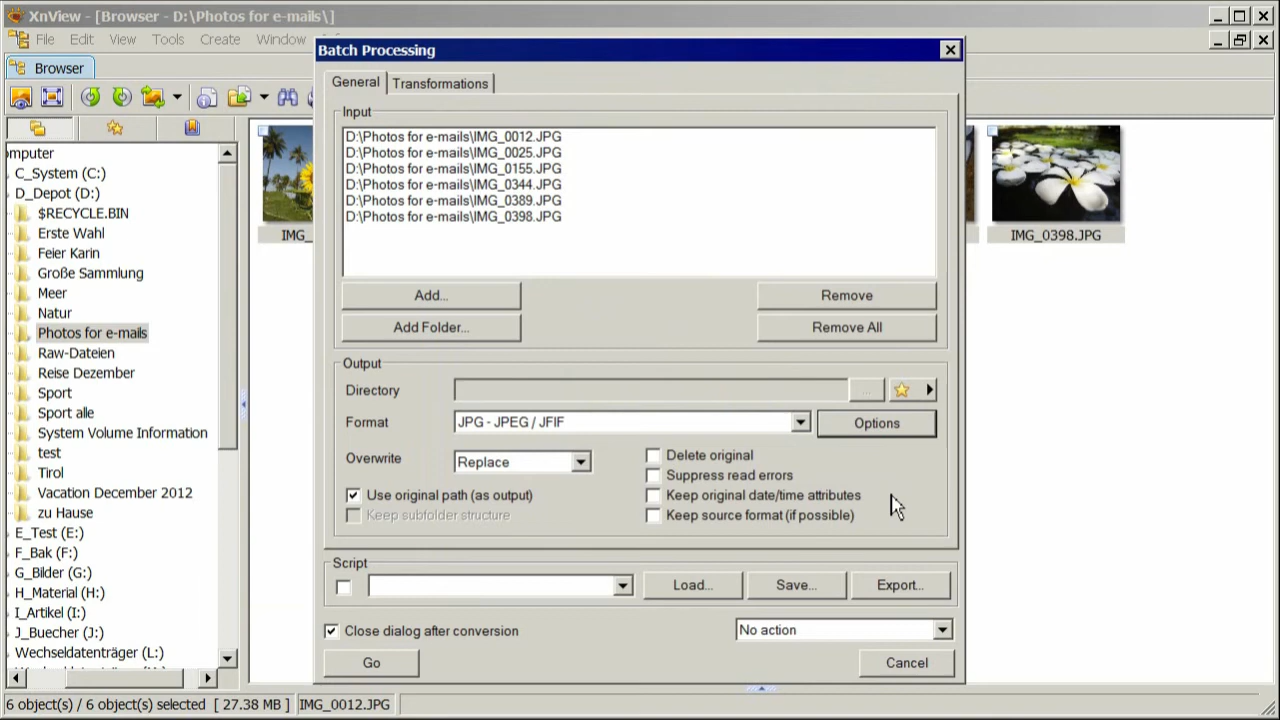 XnView - [Browser - D:\Photos for e-mails\]
File Edit View Tools Create Window
Browser
Batch Processing
General Transformations
Input
D:\Photos for e-mails\IMG_0012.JPG
D:\Photos for e-mails\IMG_0025.JPG
D:\Photos for e-mails\IMG_0155.JPG
D:\Photos for e-mails\IMG_0344.JPG
D:\Photos for e-mails\IMG_0389.JPG
D:\Photos for e-mails\IMG_0398.JPG
Add... Remove
Add Folder... Remove All
Output
Directory ...
Format JPG - JPEG / JFIF Options
Overwrite Replace
Delete original
Suppress read errors
Use original path (as output) Keep original date/time attributes
Keep subfolder structure Keep source format (if possible)
Script
Load... Save... Export...
Close dialog after conversion No action
Go Cancel
omputer
C_System (C:)
D_Depot (D:)
$RECYCLE.BIN
Erste Wahl
Feier Karin
Große Sammlung
Meer
Natur
Photos for e-mails
Raw-Dateien
Reise Dezember
Sport
Sport alle
System Volume Information
test
Tirol
Vacation December 2012
zu Hause
E_Test (E:)
F_Bak (F:)
G_Bilder (G:)
H_Material (H:)
I_Artikel (I:)
J_Buecher (J:)
Wechseldatenträger (L:)
IMG_
IMG_0398.JPG
6 object(s) / 6 object(s) selected [ 27.38 MB ] IMG_0012.JPG